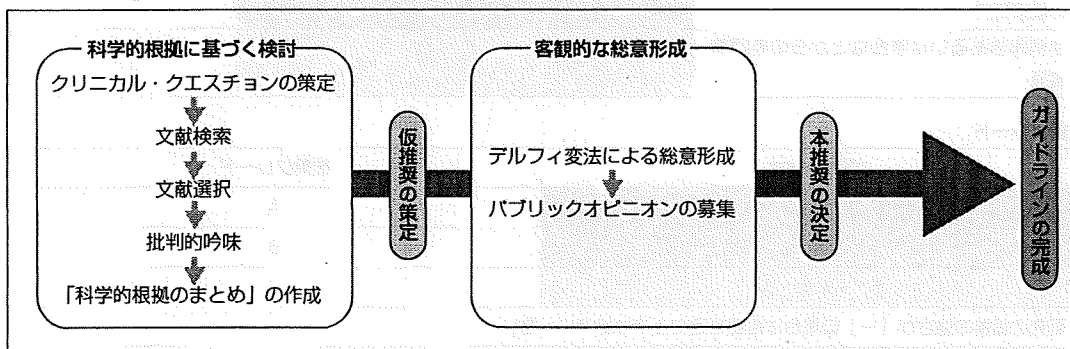 科学的根拠に基づく検討
クリニカル・クエスチョンの策定
文献検索
文献選択
批判的吟味
「科学的根拠のまとめ」の作成
仮推奨の策定
客観的な総意形成
デルフィ変法による総意形成
パブリックオピニオンの募集
本推奨の決定
ガイドラインの完成